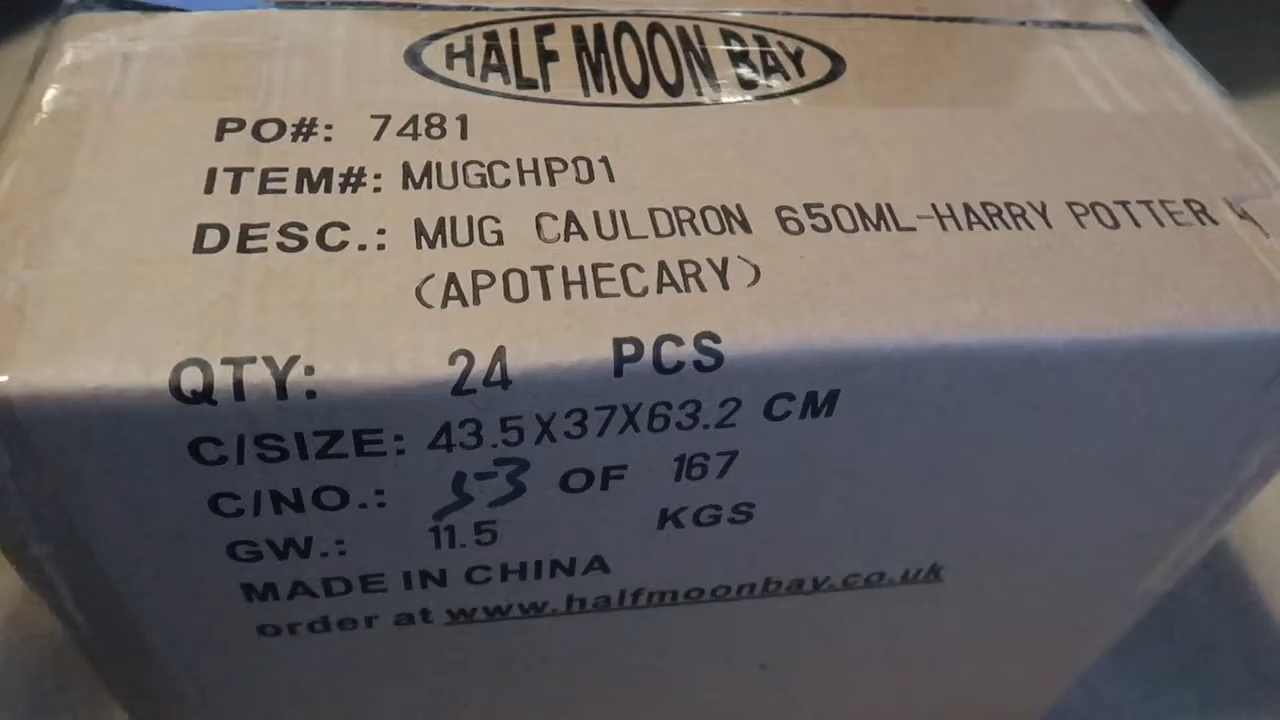 HALF MOON BAY
PO#: 7481
ITEM#: MUGCHP01
DESC.: MUG CAULDRON 650ML-HARRY POTTER
(APOTHECARY)
QTY: 24 PCS
C/SIZE: 43.5X37X63.2 CM
C/NO.: 53 OF 167
GW.: 11.5 KGS
MADE IN CHINA
order at www.halfmoonbay.co.uk